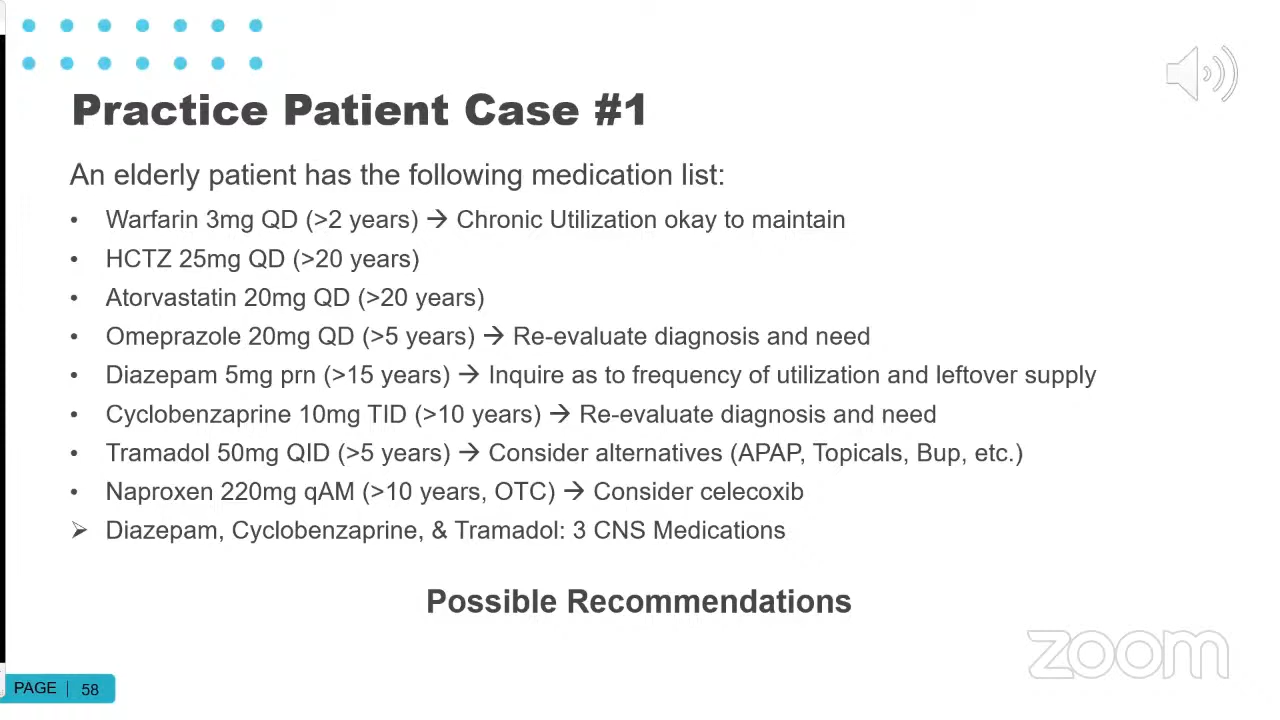 Practice Patient Case #1
An elderly patient has the following medication list:
• Warfarin 3mg QD (>2 years) → Chronic Utilization okay to maintain
• HCTZ 25mg QD (>20 years)
• Atorvastatin 20mg QD (>20 years)
• Omeprazole 20mg QD (>5 years) → Re-evaluate diagnosis and need
• Diazepam 5mg prn (>15 years) → Inquire as to frequency of utilization and leftover supply
• Cyclobenzaprine 10mg TID (>10 years) → Re-evaluate diagnosis and need
• Tramadol 50mg QID (>5 years) → Consider alternatives (APAP, Topicals, Bup, etc.)
• Naproxen 220mg qAM (>10 years, OTC) → Consider celecoxib
➢ Diazepam, Cyclobenzaprine, & Tramadol: 3 CNS Medications
Possible Recommendations
zoom
PAGE | 58